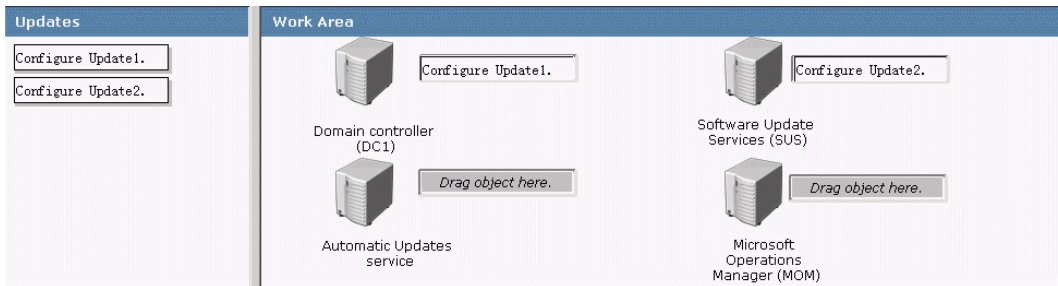 Updates
Configure Update1.
Configure Update2.
Work Area
Configure Update1.
Domain controller
(DC1)
Configure Update2.
Software Update
Services (SUS)
Drag object here.
Automatic Updates
service
Drag object here.
Microsoft
Operations
Manager (MOM)